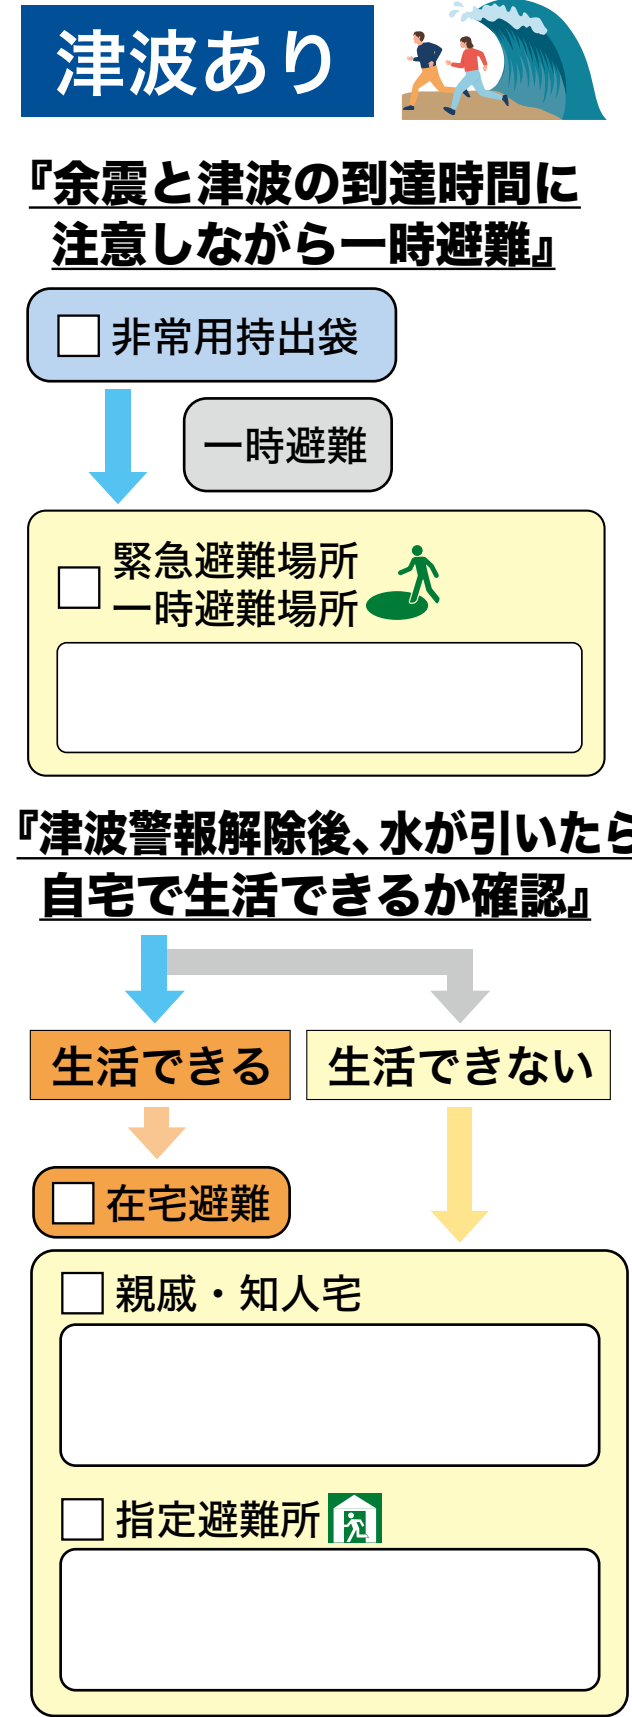 津波あり
『余震と津波の到達時間に
注意しながら一時避難』
非常用持出袋
一時避難
緊急避難場所
一時避難場所
『津波警報解除後、水が引いたら
自宅で生活できるか確認』
生活できる
生活できない
在宅避難
親戚・知人宅
指定避難所